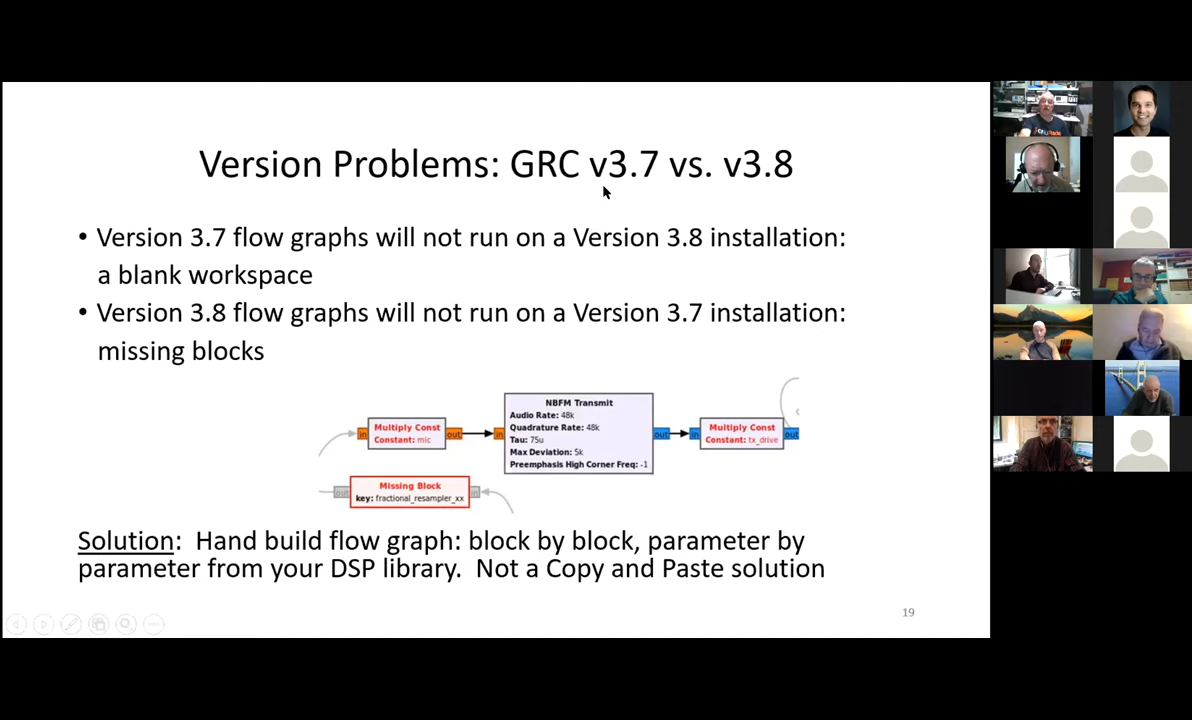 Version Problems: GRC v3.7 vs. v3.8
• Version 3.7 flow graphs will not run on a Version 3.8 installation:
a blank workspace
• Version 3.8 flow graphs will not run on a Version 3.7 installation:
missing blocks
NBFM Transmit
Audio Rate: 48k
Quadrature Rate: 48k
Tau: 75u
Max Deviation: 5k
Preemphasis High Corner Freq: -1
in
Multiply Const
Constant: mic
out
in
out
in
Multiply Const
Constant: tx_drive
out
out
Missing Block
key: fractional_resampler_xx
in
Solution: Hand build flow graph: block by block, parameter by
parameter from your DSP library. Not a Copy and Paste solution
19